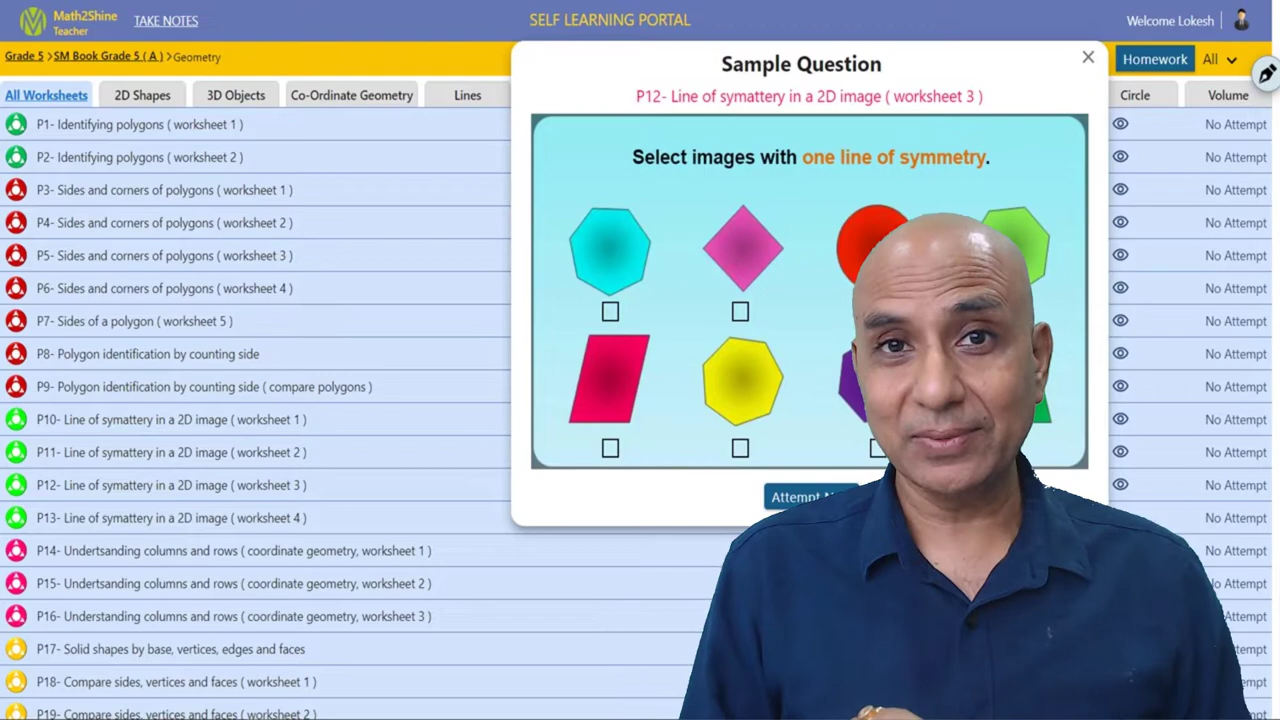 Math2Shine
Teacher
TAKE NOTES
SELF LEARNING PORTAL
Welcome Lokesh
Grade 5 > SM Book Grade 5 ( A ) > Geometry
Homework
All
All Worksheets
2D Shapes
3D Objects
Co-Ordinate Geometry
Lines
Circle
Volume
Sample Question
P12- Line of symattery in a 2D image ( worksheet 3 )
Select images with one line of symmetry.
Attempt
P1- Identifying polygons ( worksheet 1 )
No Attempt
P2- Identifying polygons ( worksheet 2 )
No Attempt
P3- Sides and corners of polygons ( worksheet 1 )
No Attempt
P4- Sides and corners of polygons ( worksheet 2 )
No Attempt
P5- Sides and corners of polygons ( worksheet 3 )
No Attempt
P6- Sides and corners of polygons ( worksheet 4 )
No Attempt
P7- Sides of a polygon ( worksheet 5 )
No Attempt
P8- Polygon identification by counting side
No Attempt
P9- Polygon identification by counting side ( compare polygons )
No Attempt
P10- Line of symattery in a 2D image ( worksheet 1 )
No Attempt
P11- Line of symattery in a 2D image ( worksheet 2 )
No Attempt
P12- Line of symattery in a 2D image ( worksheet 3 )
No Attempt
P13- Line of symattery in a 2D image ( worksheet 4 )
No Attempt
P14- Undertsanding columns and rows ( coordinate geometry, worksheet 1 )
No Attempt
P15- Undertsanding columns and rows ( coordinate geometry, worksheet 2 )
Attempt
P16- Understanding columns and rows ( coordinate geometry, worksheet 3 )
Attempt
P17- Solid shapes by base, vertices, edges and faces
P18- Compare sides, vertices and faces ( worksheet 1 )
P19- Compare sides, vertices and faces ( worksheet 2 )